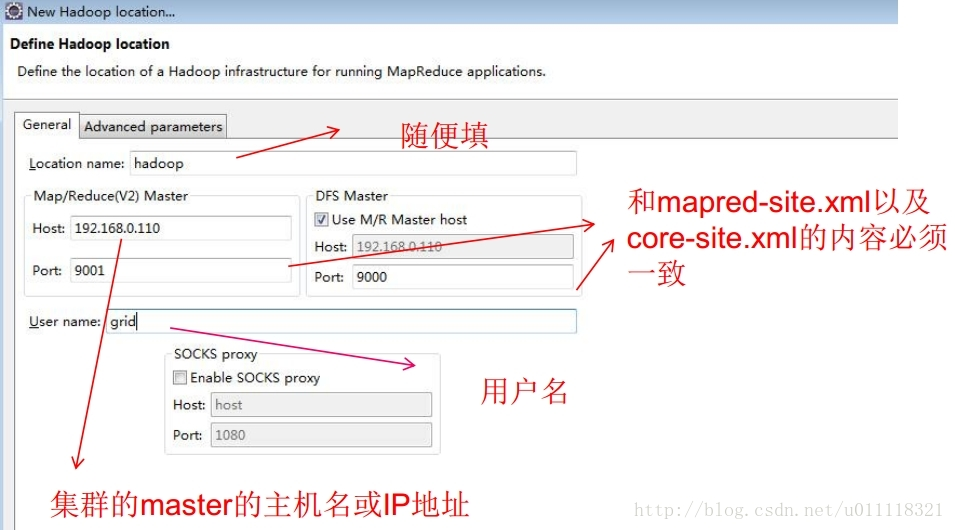 New Hadoop location...
Define Hadoop location
Define the location of a Hadoop infrastructure for running MapReduce applications.
General
Advanced parameters
随便填
Location name: hadoop
Map/Reduce(V2) Master
DFS Master
Host: 192.168.0.110
Use M/R Master host
Host: 192.168.0.110
Port: 9001
Port: 9000
和mapred-site.xml以及
core-site.xml的内容必须
一致
User name: grid
SOCKS proxy
Enable SOCKS proxy
Host: host
Port: 1080
用户名
集群的master的主机名或IP地址
http://blog.csdn.net/u011118321